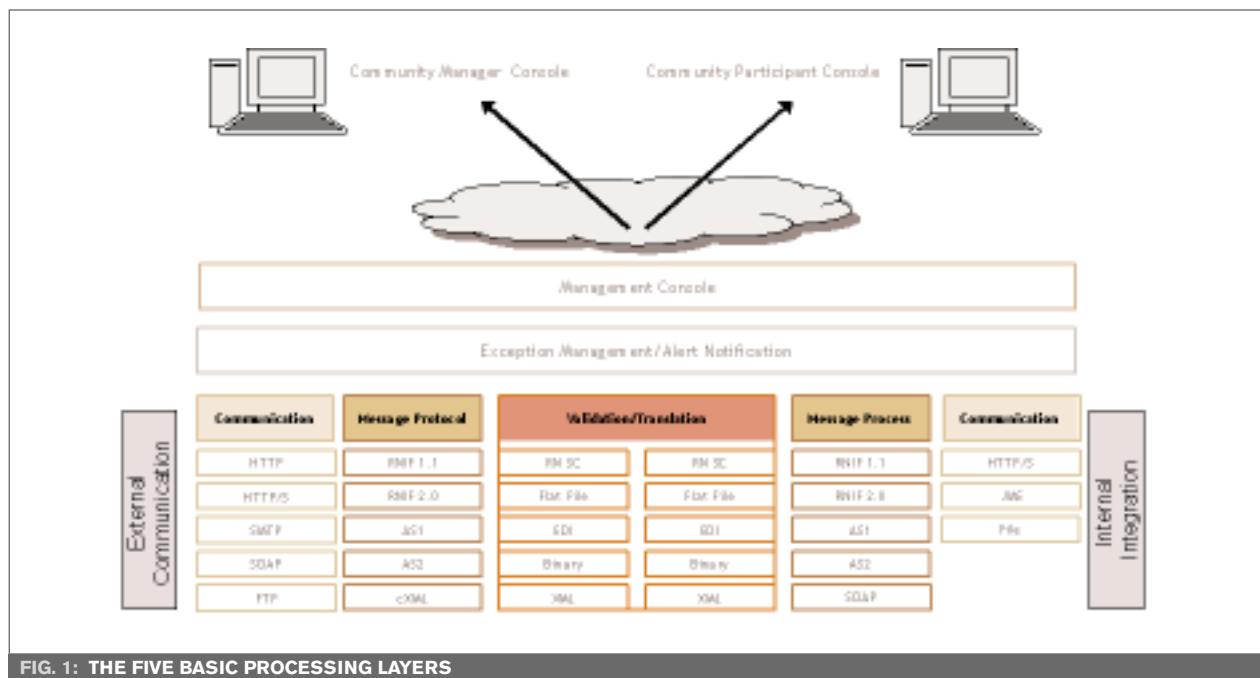 Community Manager Console
Community Participant Console
Management Console
Exception Management/Alert Notification
External Communication
Communication
HTTP
HTTP/S
SMTP
SOAP
FTP
Message Protocol
RNIF 1.1
RNIF 2.0
AS1
AS2
cXML
Validation/Translation
RNSC RNSC
Flat File Flat File
EDI EDI
Binary Binary
XML XML
Message Process
RNIF 1.1
RNIF 2.0
AS1
AS2
SOAP
Communication
HTTP/S
File
Internal Integration
FIG. 1: THE FIVE BASIC PROCESSING LAYERS